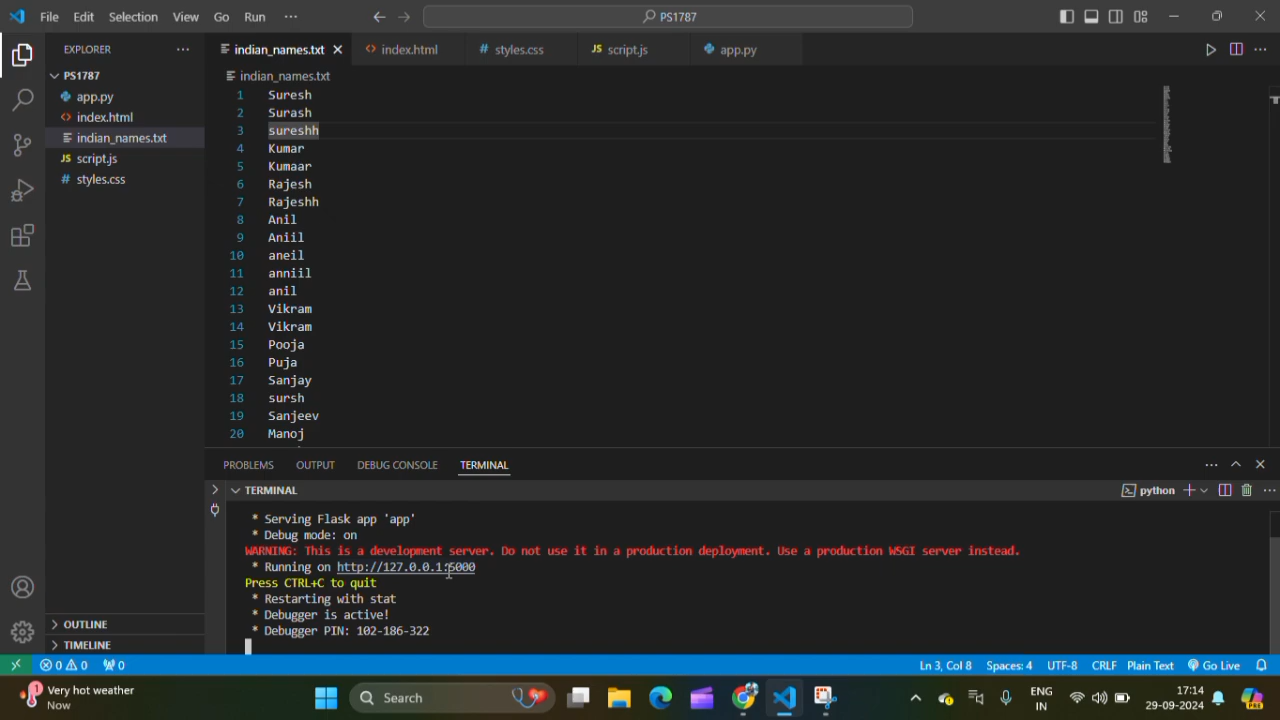 File Edit Selection View Go Run ··· PS1787
EXPLORER ···
PS1787
app.py
index.html
indian_names.txt
JS script.js
# styles.css
OUTLINE
TIMELINE
indian_names.txt index.html # styles.css JS script.js app.py
indian_names.txt
1 Suresh
2 Surash
3 sureshh
4 Kumar
5 Kumaar
6 Rajesh
7 Rajeshh
8 Anil
9 Aniil
10 aneil
11 anniil
12 anil
13 Vikram
14 Vikram
15 Pooja
16 Puja
17 Sanjay
18 sursh
19 Sanjeev
20 Manoj
PROBLEMS OUTPUT DEBUG CONSOLE TERMINAL
TERMINAL python
* Serving Flask app 'app'
* Debug mode: on
WARNING: This is a development server. Do not use it in a production deployment. Use a production WSGI server instead.
* Running on http://127.0.0.1:5000
Press CTRL+C to quit
* Restarting with stat
* Debugger is active!
* Debugger PIN: 102-186-322
0 0 0 Ln 3, Col 8 Spaces: 4 UTF-8 CRLF Plain Text Go Live
1 Very hot weather
Now
Search
ENG
IN
17:14
29-09-2024
PRE